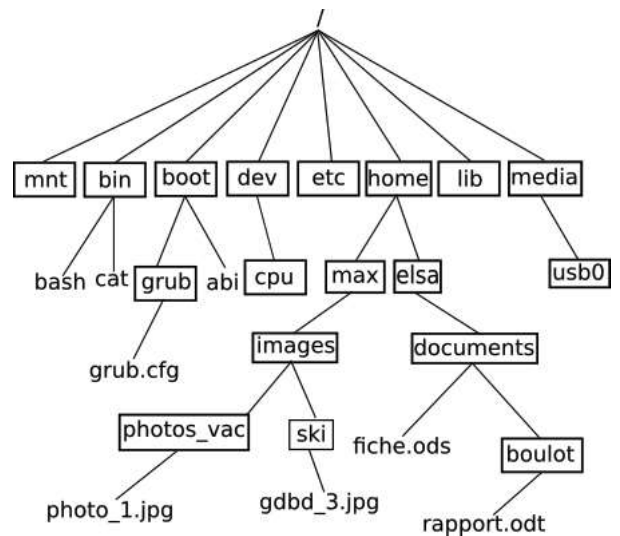 /
mnt bin boot dev etc home lib media
bash cat grub abi cpu max elsa usb0
grub.cfg images documents
photos_vac ski fiche.ods boulot
photo_1.jpg gdbd_3.jpg rapport.odt